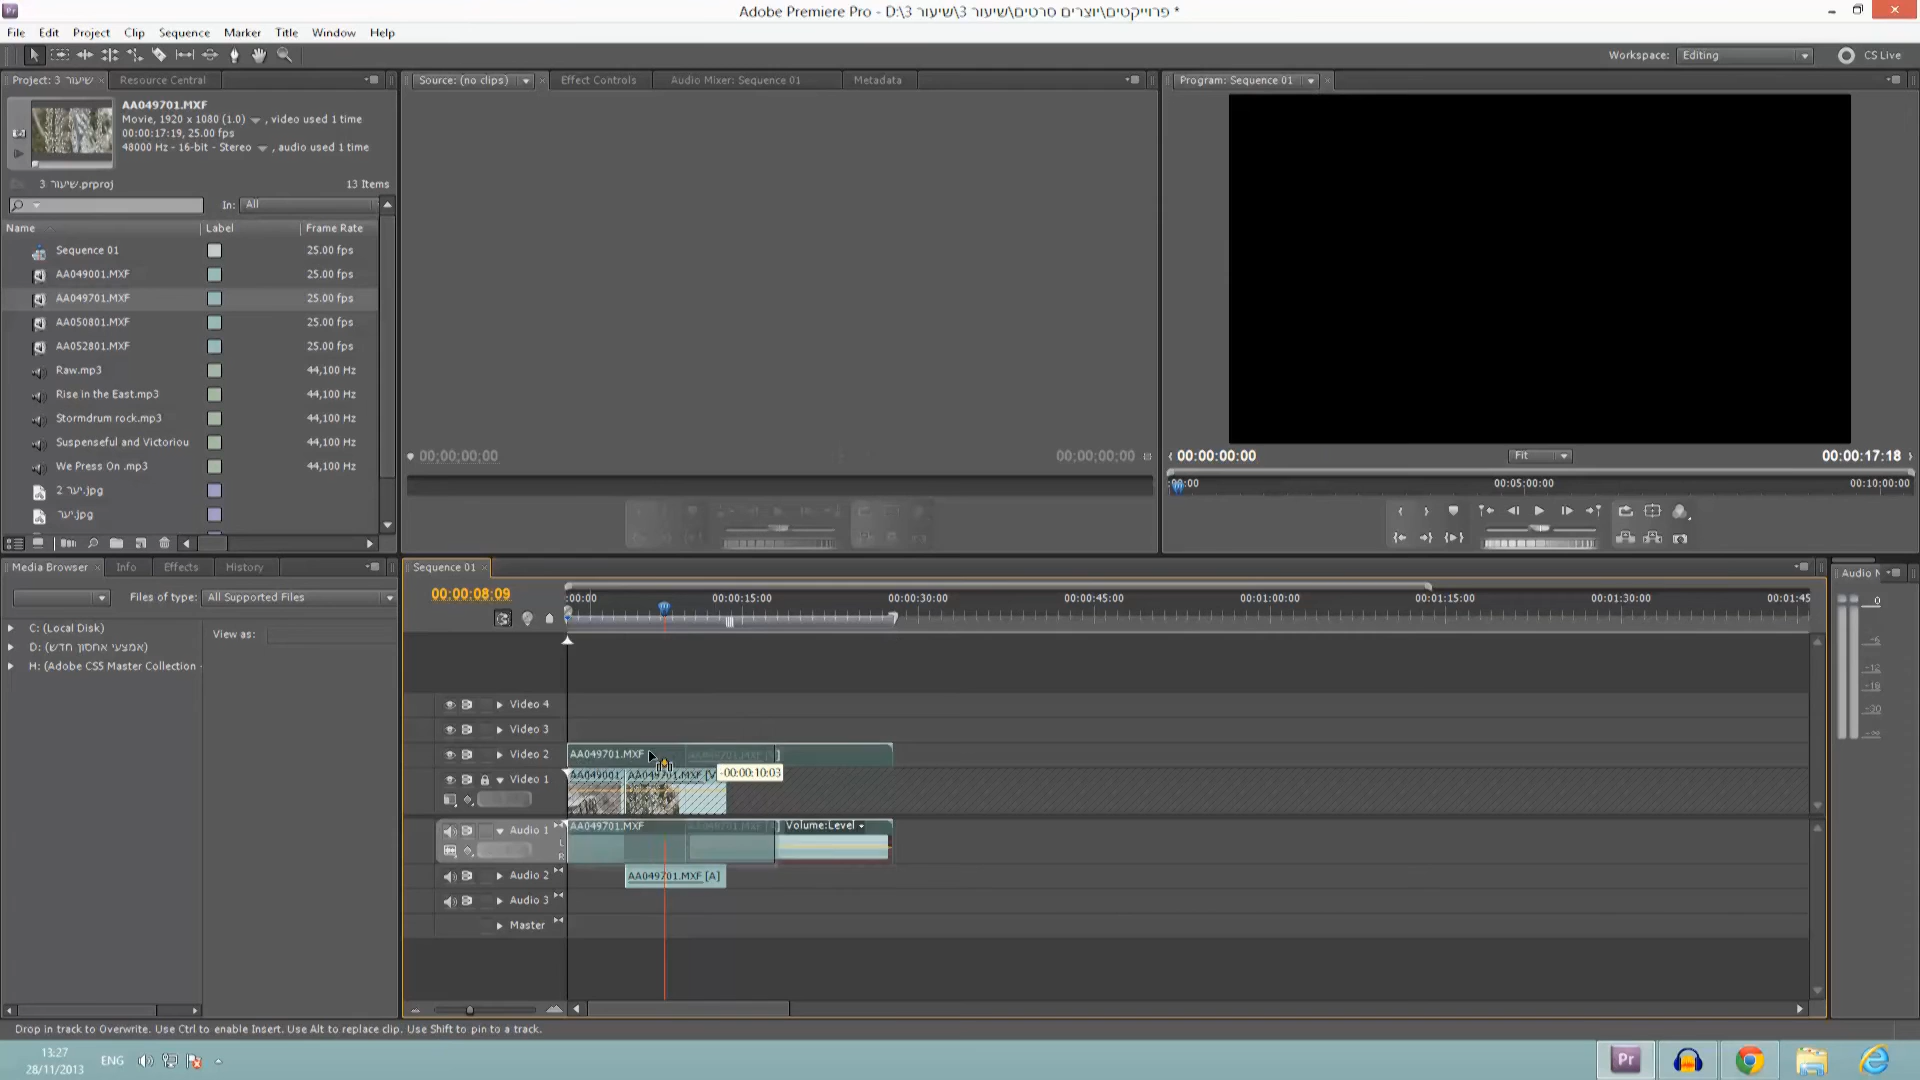 Adobe Premiere Pro - D:\פרוייקטים\יוצרים סרטים\שיעור 3\שיעור 3 *
File Edit Project Clip Sequence Marker Title Window Help
Workspace: Editing CS Live
Project: שיעור 3 Resource Central
AA049701.MXF
Movie, 1920 x 1080 (1.0) , video used 1 time
00:00:17:19, 25.00 fps
48000 Hz - 16-bit - Stereo , audio used 1 time
שיעור 3.prproj 13 Items
In: All
Name Label Frame Rate
Sequence 01 25.00 fps
AA049001.MXF 25.00 fps
AA049701.MXF 25.00 fps
AA050801.MXF 25.00 fps
AA052801.MXF 25.00 fps
Raw.mp3 44,100 Hz
Rise in the East.mp3 44,100 Hz
Stormdrum rock.mp3 44,100 Hz
Suspenseful and Victoriou 44,100 Hz
We Press On .mp3 44,100 Hz
יער 2.jpg
יער.jpg
Source: (no clips) Effect Controls Audio Mixer: Sequence 01 Metadata
00;00;00;00 00;00;00;00
Program: Sequence 01
00:00:00:00 Fit 00:00:17:18
:00:00 00:05:00:00 00:10:00:00
Media Browser Info Effects History
Files of type: All Supported Files
C: (Local Disk) View as:
D: (אמצעי אחסון חדש)
H: (Adobe CS5 Master Collection -
Sequence 01
00:00:08:09
:00:00 00:00:15:00 00:00:30:00 00:00:45:00 00:01:00:00 00:01:15:00 00:01:30:00 00:01:45
Video 4
Video 3
Video 2 AA049701.MXF
-00:00:10:03
Video 1 AA049001. AA049701.MXF [V
Audio 1 AA049701.MXF Volume:Level
L
R
Audio 2 AA049701.MXF [A]
Audio 3
Master
Audio M
0
-6
-12
-18
-30
Drop in track to Overwrite. Use Ctrl to enable Insert. Use Alt to replace clip. Use Shift to pin to a track.
13:27
28/11/2013
ENG
Pr